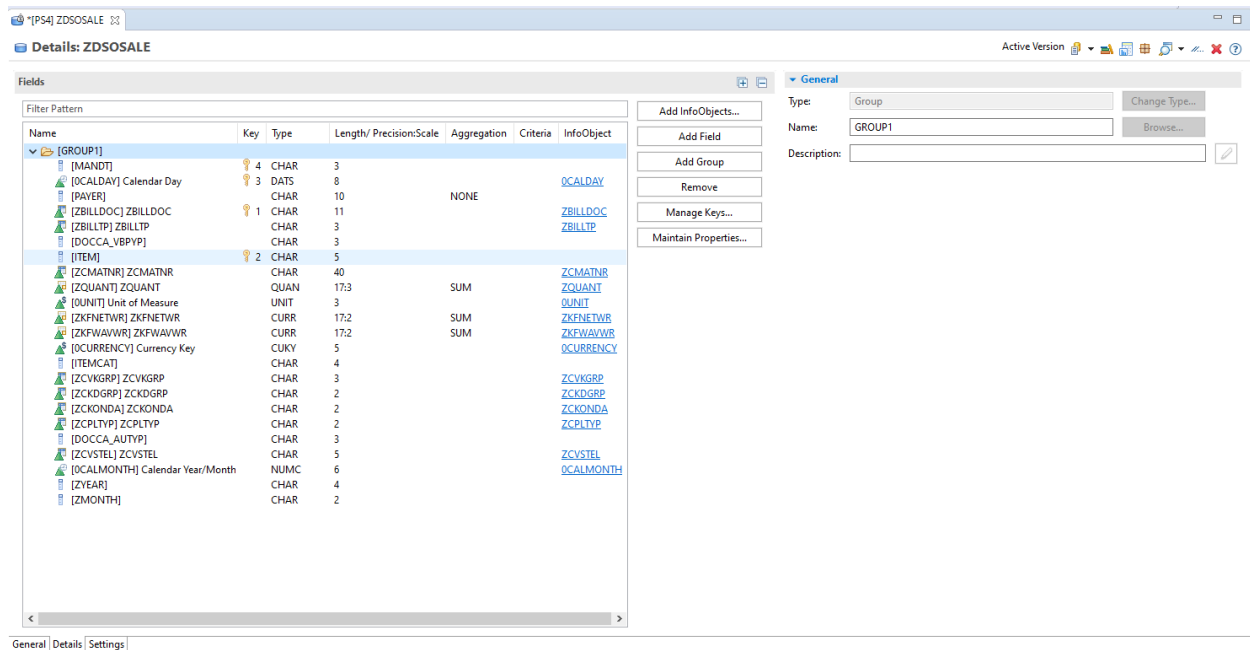 *[PS4] ZDSOSALE
Details: ZDSOSALE
Active Version
Fields
Filter Pattern
Name Key Type Length/ Precision:Scale Aggregation Criteria InfoObject
[GROUP1]
[MANDT] 4 CHAR 3
[0CALDAY] Calendar Day 3 DATS 8 0CALDAY
[PAYER] CHAR 10 NONE
[ZBILLDOC] ZBILLDOC 1 CHAR 11 ZBILLDOC
[ZBILLTP] ZBILLTP CHAR 3 ZBILLTP
[DOCCA_VBPYP] CHAR 3
[ITEM] 2 CHAR 5
[ZCMATNR] ZCMATNR CHAR 40 ZCMATNR
[ZQUANT] ZQUANT QUAN 17:3 SUM ZQUANT
[0UNIT] Unit of Measure UNIT 3 0UNIT
[ZKFNETWR] ZKFNETWR CURR 17:2 SUM ZKFNETWR
[ZKFWAVWR] ZKFWAVWR CURR 17:2 SUM ZKFWAVWR
[0CURRENCY] Currency Key CUKY 5 0CURRENCY
[ITEMCAT] CHAR 4
[ZCVKGRP] ZCVKGRP CHAR 3 ZCVKGRP
[ZCKDGRP] ZCKDGRP CHAR 2 ZCKDGRP
[ZCKONDA] ZCKONDA CHAR 2 ZCKONDA
[ZCPLTYP] ZCPLTYP CHAR 2 ZCPLTYP
[DOCCA_AUTYP] CHAR 3
[ZCVSTEL] ZCVSTEL CHAR 5 ZCVSTEL
[0CALMONTH] Calendar Year/Month NUMC 6 0CALMONTH
[ZYEAR] CHAR 4
[ZMONTH] CHAR 2
Add InfoObjects...
Add Field
Add Group
Remove
Manage Keys...
Maintain Properties...
General
Type: Group Change Type...
Name: GROUP1 Browse...
Description:
General Details Settings